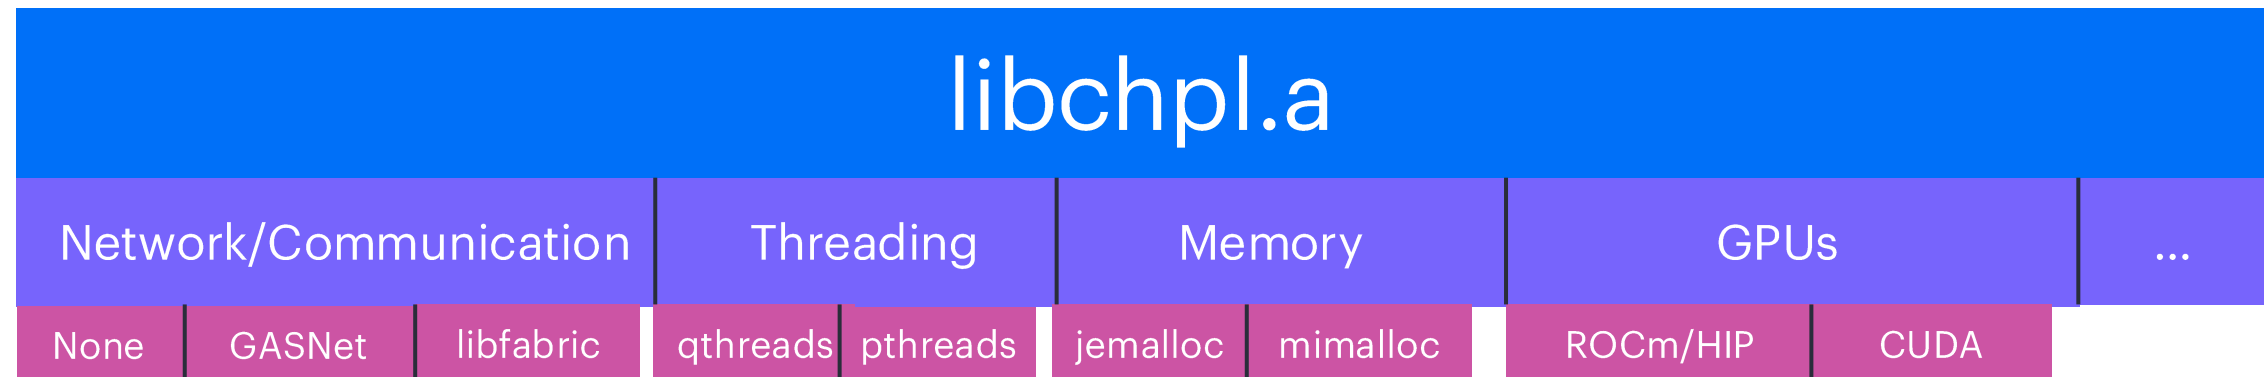 libchpl.a
Network/Communication Threading Memory GPUs ...
None GASNet libfabric qthreads pthreads jemalloc mimalloc ROCm/HIP CUDA